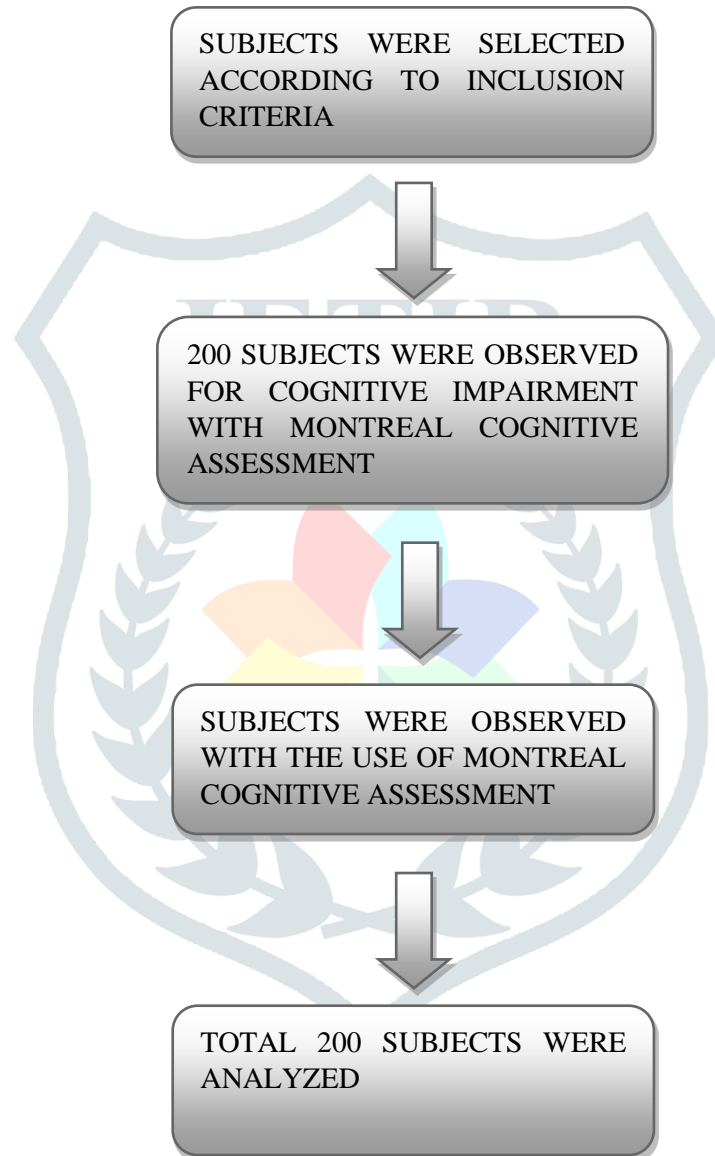 SUBJECTS WERE SELECTED
ACCORDING TO INCLUSION
CRITERIA
200 SUBJECTS WERE OBSERVED
FOR COGNITIVE IMPAIRMENT
WITH MONTREAL COGNITIVE
ASSESSMENT
SUBJECTS WERE OBSERVED
WITH THE USE OF MONTREAL
COGNITIVE ASSESSMENT
TOTAL 200 SUBJECTS WERE
ANALYZED